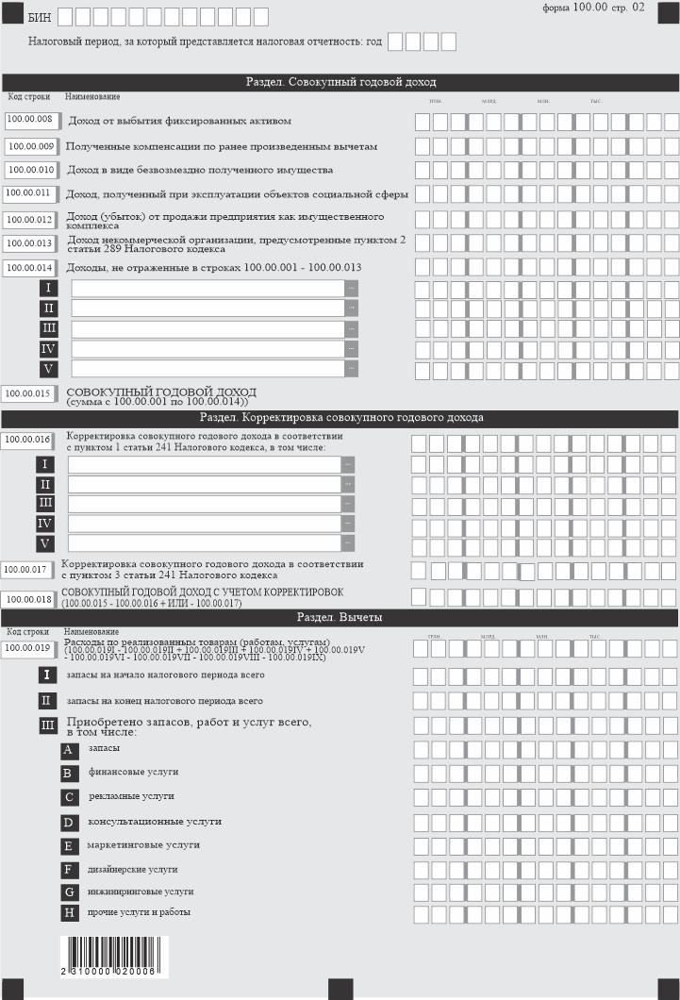 БИН
форма 100.00 стр. 02
Налоговый период, за который представляется налоговая отчетность: год
Раздел. Совокупный годовой доход
Код строки Наименование
ТРЛН. МЛРД. МЛН. ТЫС.
100.00.008 Доход от выбытия фиксированных активом
100.00.009 Полученные компенсации по ранее произведенным вычетам
100.00.010 Доход в виде безвозмездно полученного имущества
100.00.011 Доход, полученный при эксплуатации объектов социальной сферы
100.00.012 Доход (убыток) от продажи предприятия как имущественного
комплекса
100.00.013 Доход некоммерческой организации, предусмотренные пунктом 2
статьи 289 Налогового кодекса
100.00.014 Доходы, не отраженные в строках 100.00.001 - 100.00.013
I ...
II ...
III ...
IV ...
V ...
100.00.015 СОВОКУПНЫЙ ГОДОВОЙ ДОХОД
(сумма с 100.00.001 по 100.00.014))
Раздел. Корректировка совокупного годового дохода
100.00.016 Корректировка совокупного годового дохода в соответствии
с пунктом 1 статьи 241 Налогового кодекса, в том числе:
I ...
II ...
III ...
IV ...
V ...
100.00.017 Корректировка совокупного годового дохода в соответствии
с пунктом 3 статьи 241 Налогового кодекса
100.00.018 СОВОКУПНЫЙ ГОДОВОЙ ДОХОД С УЧЕТОМ КОРРЕКТИРОВОК
(100.00.015 - 100.00.016 + ИЛИ - 100.00.017)
Раздел. Вычеты
Код строки Наименование
ТРЛН. МЛРД. МЛН. ТЫС.
100.00.019 Расходы по реализованным товарам (работам, услугам)
(100.00.019I - 100.00.019II + 100.00.019III + 100.00.019IV + 100.00.019V
- 100.00.019VI - 100.00.019VII - 100.00.019VIII - 100.00.019IX)
I запасы на начало налогового периода всего
II запасы на конец налогового периода всего
III Приобретено запасов, работ и услуг всего,
в том числе:
A запасы
B финансовые услуги
C рекламные услуги
D консультационные услуги
E маркетинговые услуги
F дизайнерские услуги
G инжиниринговые услуги
H прочие услуги и работы
2 310000 020006